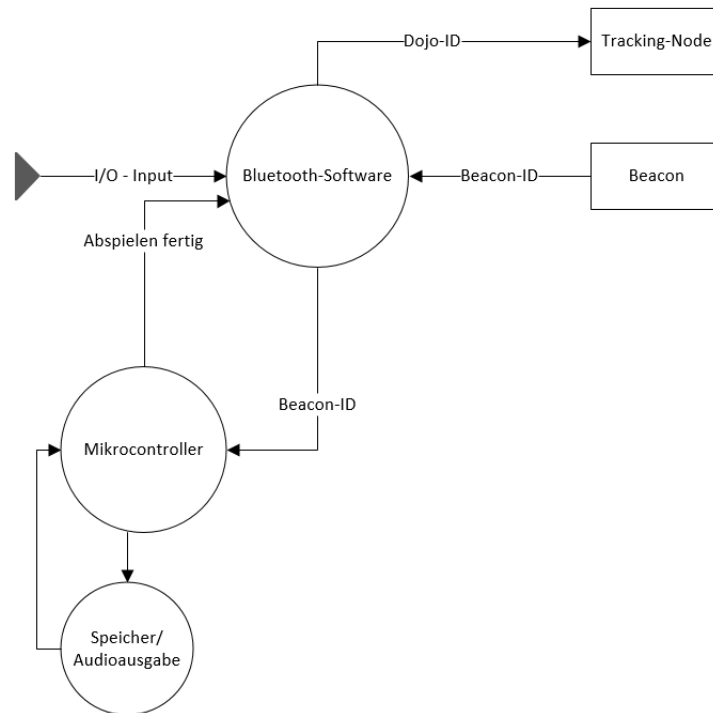 Dojo-ID
Tracking-Node
I/O - Input
Bluetooth-Software
Beacon-ID
Beacon
Abspielen fertig
Beacon-ID
Mikrocontroller
Speicher/
Audioausgabe